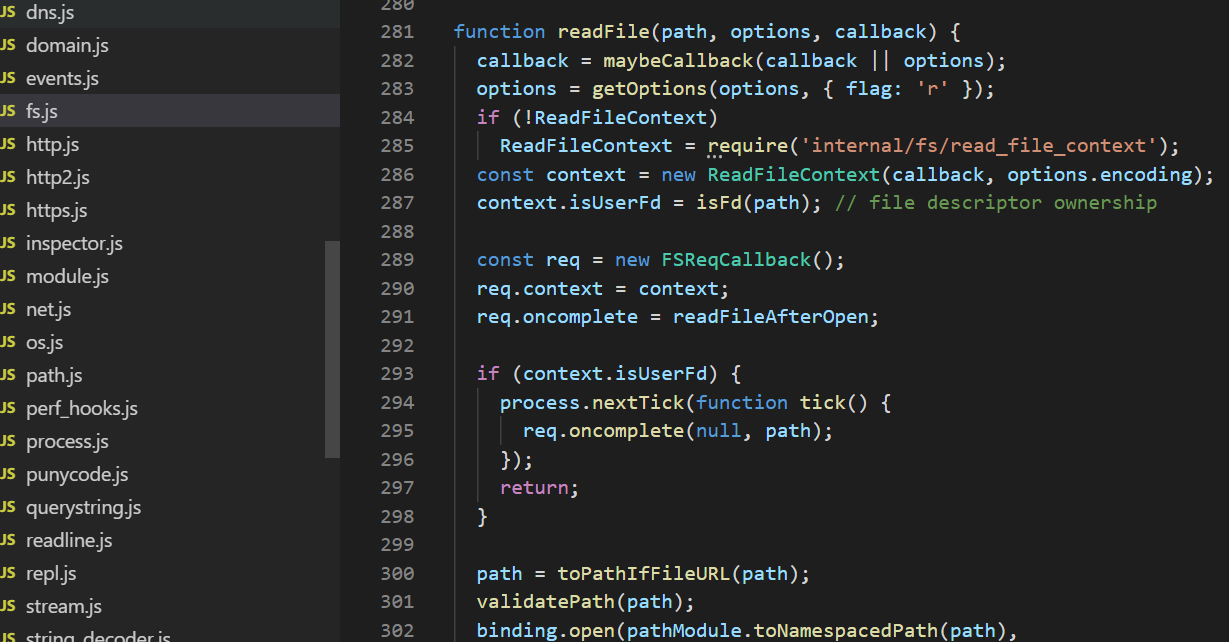 JS dns.js
JS domain.js
JS events.js
JS fs.js
JS http.js
JS http2.js
JS https.js
JS inspector.js
JS module.js
JS net.js
JS os.js
JS path.js
JS perf_hooks.js
JS process.js
JS punycode.js
JS querystring.js
JS readline.js
JS repl.js
JS stream.js
JS string_decoder.js
280
281 function readFile(path, options, callback) {
282   callback = maybeCallback(callback || options);
283   options = getOptions(options, { flag: 'r' });
284   if (!ReadFileContext)
285     ReadFileContext = require('internal/fs/read_file_context');
286   const context = new ReadFileContext(callback, options.encoding);
287   context.isUserFd = isFd(path); // file descriptor ownership
288
289   const req = new FSReqCallback();
290   req.context = context;
291   req.oncomplete = readFileAfterOpen;
292
293   if (context.isUserFd) {
294     process.nextTick(function tick() {
295       req.oncomplete(null, path);
296     });
297     return;
298   }
299
300   path = toPathIfFileURL(path);
301   validatePath(path);
302   binding.open(pathModule.toNamespacedPath(path),